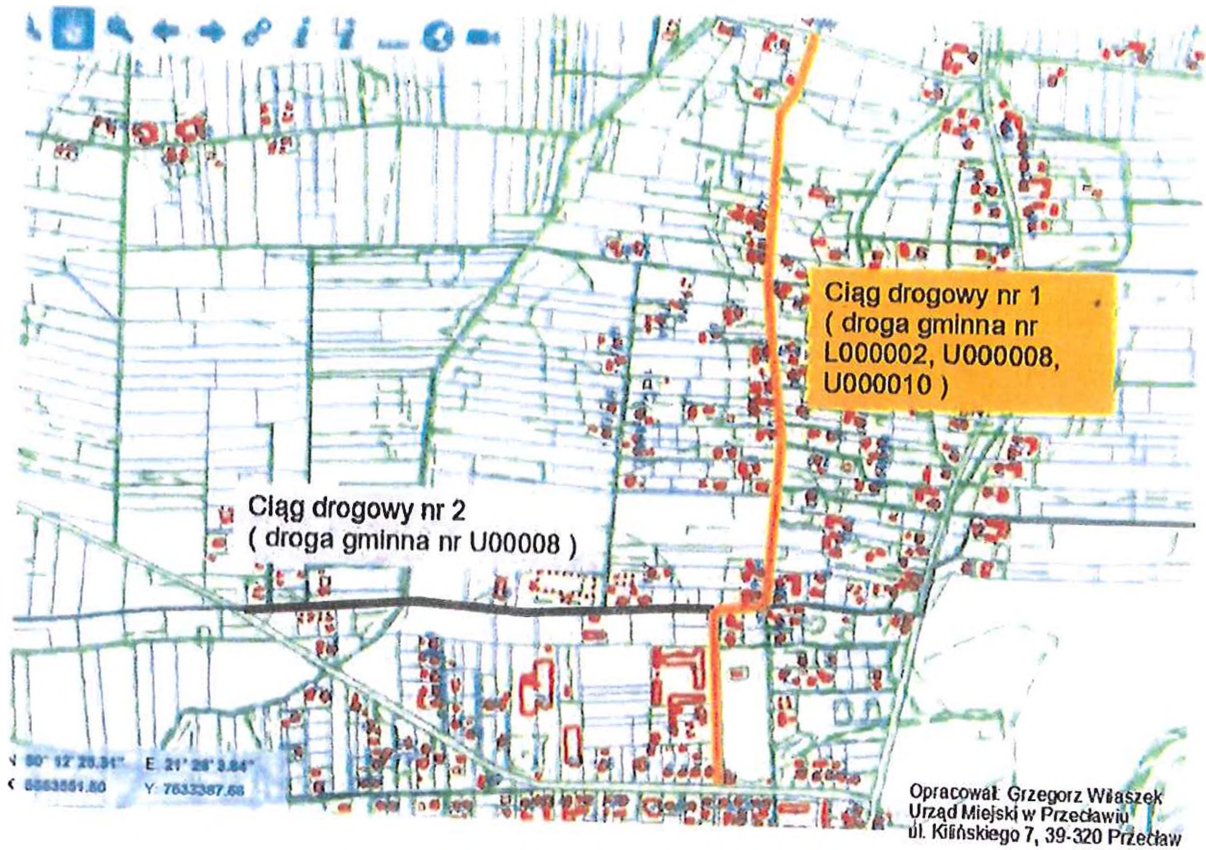 Ciąg drogowy nr 1
( droga gminna nr
L000002, U000008,
U000010 )
Ciąg drogowy nr 2
( droga gminna nr U00008 )
Opracował: Grzegorz Wilaszek
Urząd Miejski w Przecławiu
ul. Kilińskiego 7, 39-320 Przecław